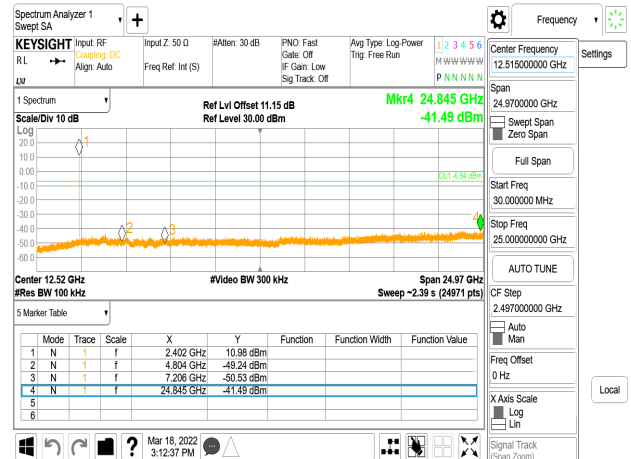 Spectrum Analyzer 1
Swept SA
Frequency
KEYSIGHT
Input: RF
Coupling: DC
Align: Auto
Input Z: 50 Ω
Freq Ref: Int (S)
#Atten: 30 dB
PNO: Fast
Gate: Off
IF Gain: Low
Sig Track: Off
Avg Type: Log-Power
Trig: Free Run
1 2 3 4 5 6
M W W W W W
P N N N N N
R L
1 Spectrum
Scale/Div 10 dB
Ref Lvl Offset 11.15 dB
Ref Level 30.00 dBm
Mkr4 24.845 GHz
-41.49 dBm
Log
20.0
10.0
0.00
-10.0
-20.0
-30.0
-40.0
-50.0
-60.0
1
2
3
4
DL1 -6.94 dBm
Center 12.52 GHz
#Res BW 100 kHz
#Video BW 300 kHz
Span 24.97 GHz
Sweep ~2.39 s (24971 pts)
5 Marker Table
Mode Trace Scale X Y Function Function Width Function Value
1 N 1 f 2.402 GHz 10.98 dBm
2 N 1 f 4.804 GHz -49.24 dBm
3 N 1 f 7.206 GHz -50.53 dBm
4 N 1 f 24.845 GHz -41.49 dBm
5
6
Mar 18, 2022
3:12:37 PM
Center Frequency
12.515000000 GHz
Settings
Span
24.9700000 GHz
Swept Span
Zero Span
Full Span
Start Freq
30.000000 MHz
Stop Freq
25.000000000 GHz
AUTO TUNE
CF Step
2.497000000 GHz
Auto
Man
Freq Offset
0 Hz
X Axis Scale
Log
Lin
Local
Signal Track
(Span Zoom)